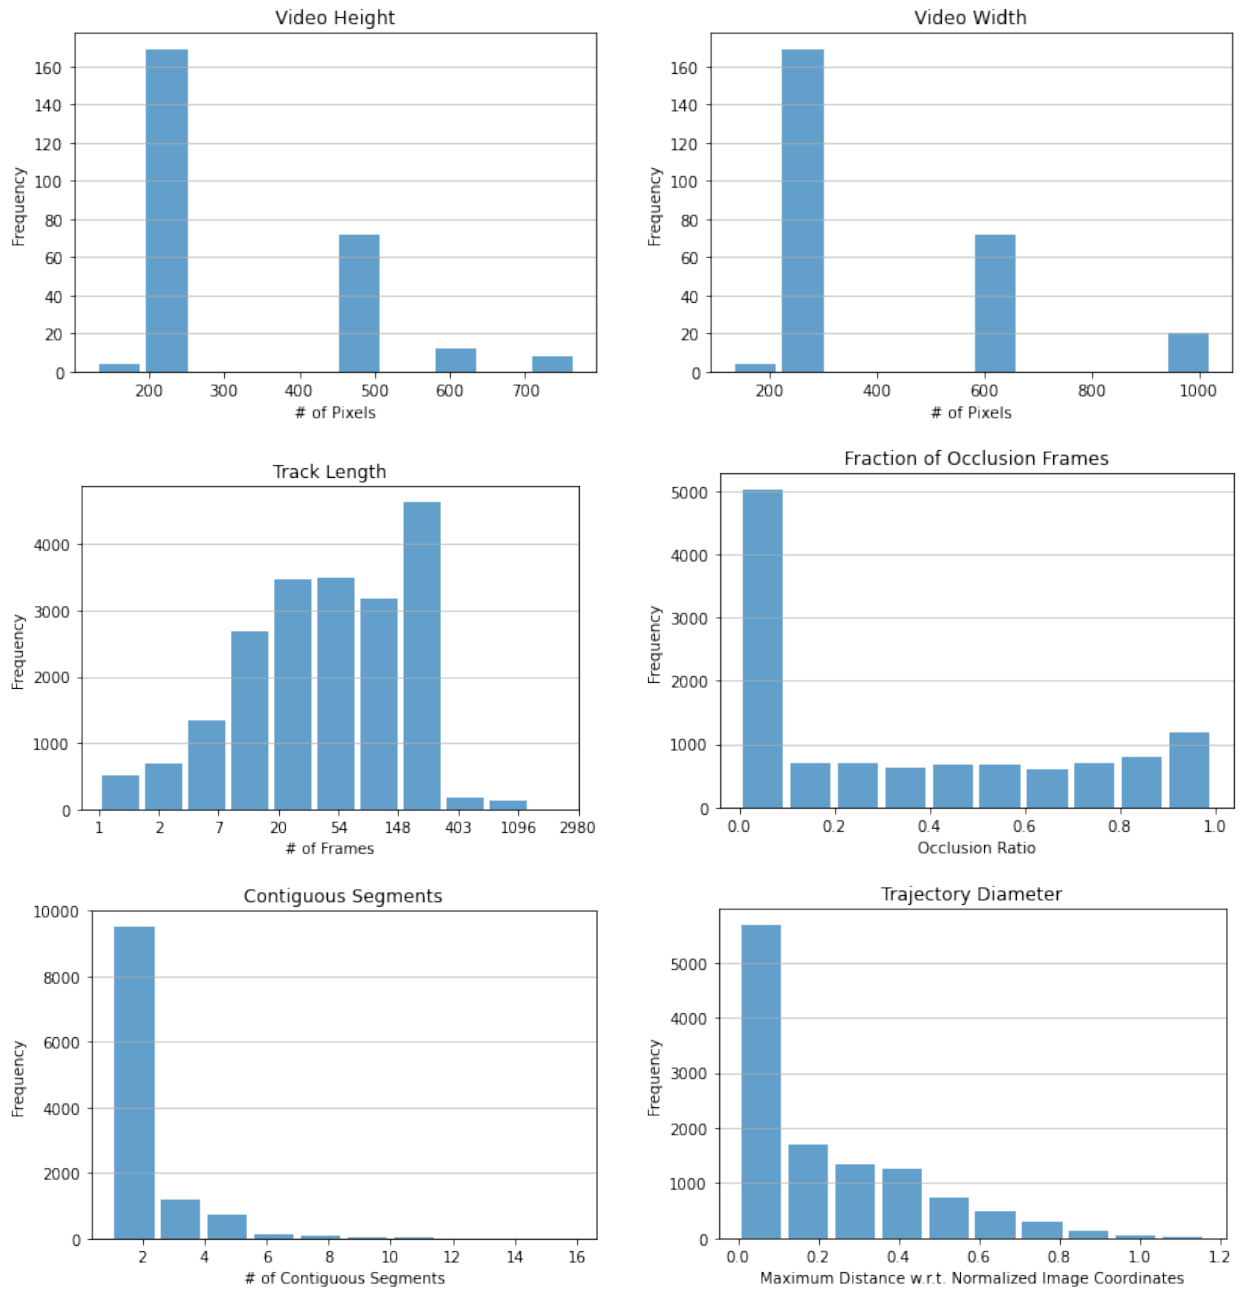 Video Height
160
140
120
100
80
60
40
20
0
Frequency
200 300 400 500 600 700
# of Pixels
Video Width
160
140
120
100
80
60
40
20
0
Frequency
200 400 600 800 1000
# of Pixels
Track Length
4000
3000
2000
1000
0
Frequency
1 2 7 20 54 148 403 1096 2980
# of Frames
Fraction of Occlusion Frames
5000
4000
3000
2000
1000
0
Frequency
0.0 0.2 0.4 0.6 0.8 1.0
Occlusion Ratio
Contiguous Segments
10000
8000
6000
4000
2000
0
Frequency
2 4 6 8 10 12 14 16
# of Contiguous Segments
Trajectory Diameter
5000
4000
3000
2000
1000
0
Frequency
0.0 0.2 0.4 0.6 0.8 1.0 1.2
Maximum Distance w.r.t. Normalized Image Coordinates